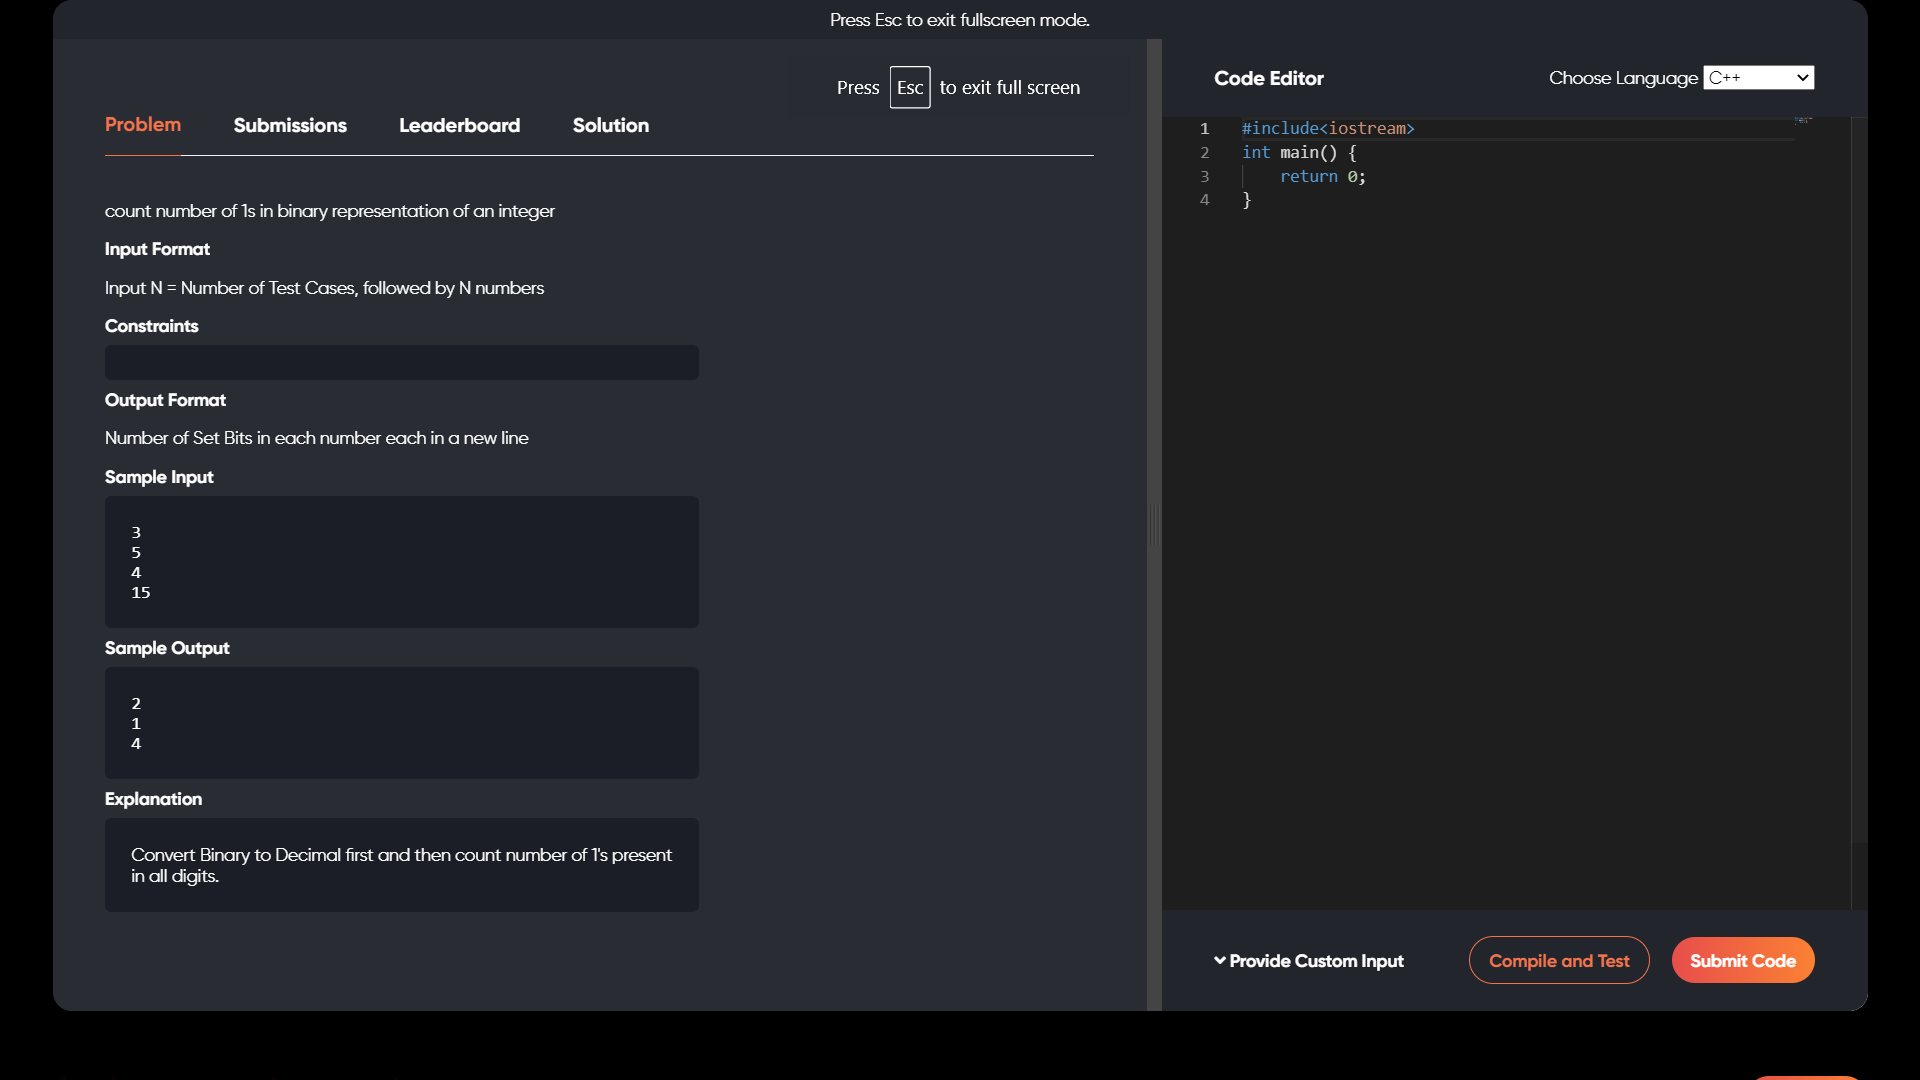 Press Esc to exit fullscreen mode.
Press Esc to exit full screen
Problem Submissions Leaderboard Solution
count number of 1s in binary representation of an integer
Input Format
Input N = Number of Test Cases, followed by N numbers
Constraints
Output Format
Number of Set Bits in each number each in a new line
Sample Input
3
5
4
15
Sample Output
2
1
4
Explanation
Convert Binary to Decimal first and then count number of 1's present
in all digits.
Code Editor
Choose Language C++
1 #include<iostream>
2 int main() {
3     return 0;
4 }
Provide Custom Input
Compile and Test
Submit Code